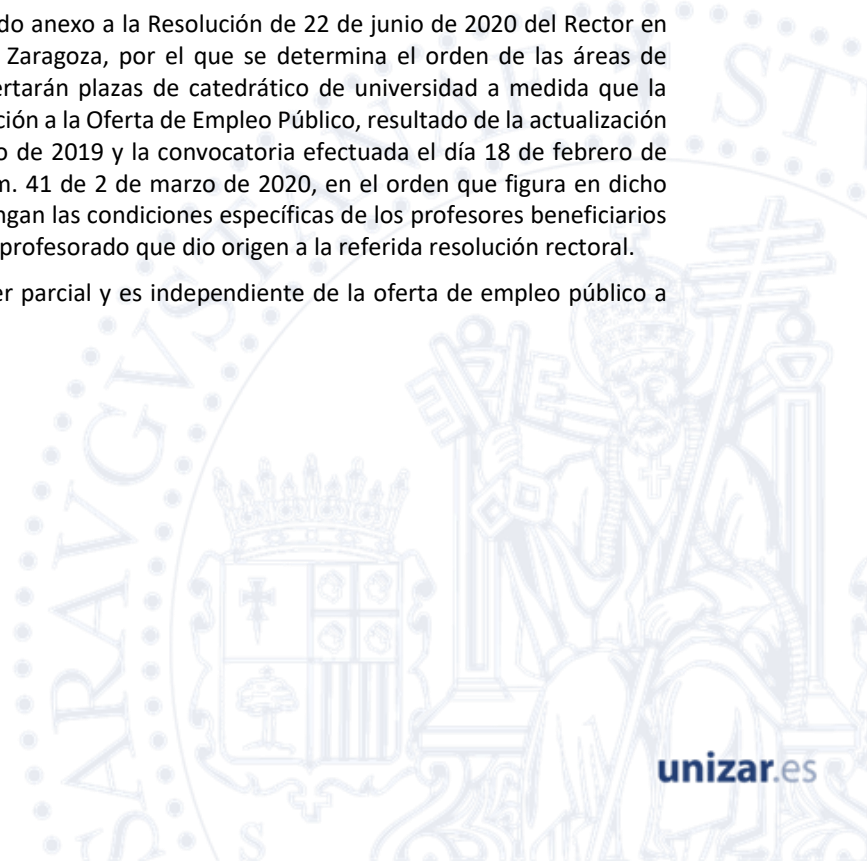 do anexo a la Resolución de 22 de junio de 2020 del Rector en
Zaragoza, por el que se determina el orden de las áreas de
ertarán plazas de catedrático de universidad a medida que la
ción a la Oferta de Empleo Público, resultado de la actualización
o de 2019 y la convocatoria efectuada el día 18 de febrero de
m. 41 de 2 de marzo de 2020, en el orden que figura en dicho
ngan las condiciones específicas de los profesores beneficiarios
profesorado que dio origen a la referida resolución rectoral.
er parcial y es independiente de la oferta de empleo público a
SARAVGVSTANAE
ST
S
unizar.es